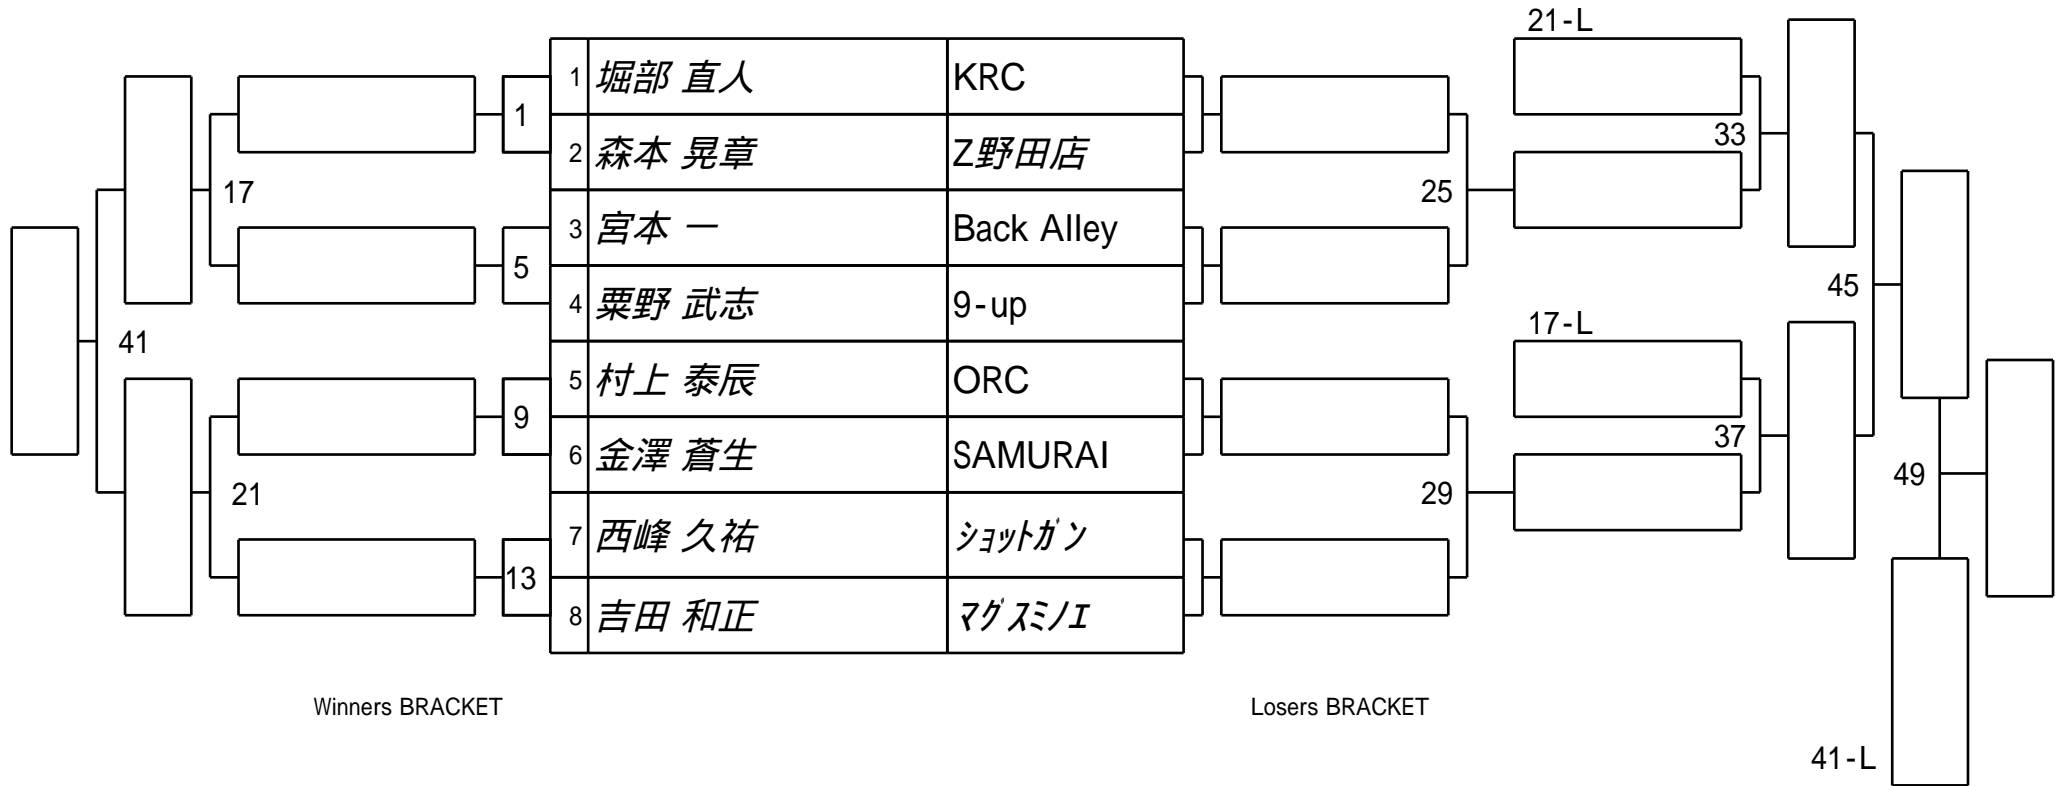 21-L
1 堀部 直人 KRC
1
33
2 森本 晃章 Z野田店
17
25
3 宮本 一 Back Alley
5
45
4 粟野 武志 9-up
17-L
41
5 村上 泰辰 ORC
9
37
6 金澤 蒼生 SAMURAI
49
21
29
7 西峰 久祐 ショットガン
13
8 吉田 和正 マグスミノエ
Winners BRACKET
Losers BRACKET
41-L